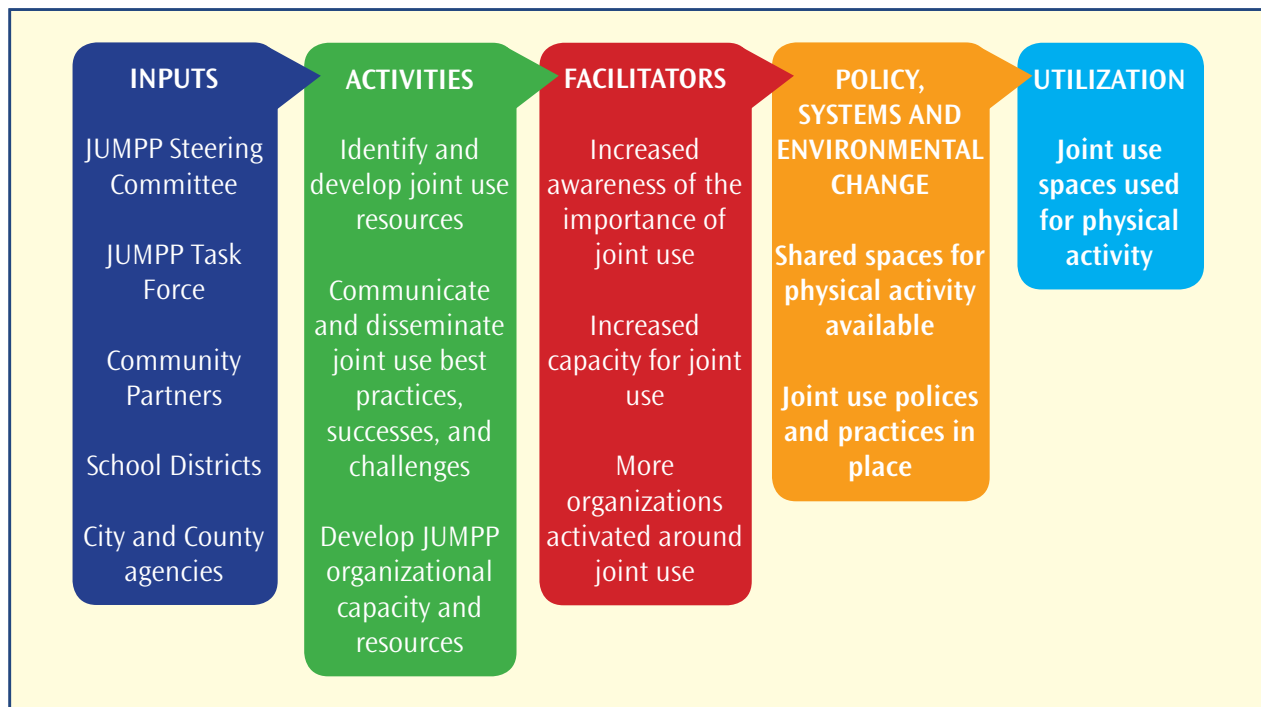 INPUTS
JUMPP Steering
Committee
JUMPP Task
Force
Community
Partners
School Districts
City and County
agencies
ACTIVITIES
Identify and
develop joint use
resources
Communicate
and disseminate
joint use best
practices,
successes, and
challenges
Develop JUMPP
organizational
capacity and
resources
FACILITATORS
Increased
awareness of the
importance of
joint use
Increased
capacity for joint
use
More
organizations
activated around
joint use
POLICY,
SYSTEMS AND
ENVIRONMENTAL
CHANGE
Shared spaces for
physical activity
available
Joint use polices
and practices in
place
UTILIZATION
Joint use
spaces used
for physical
activity